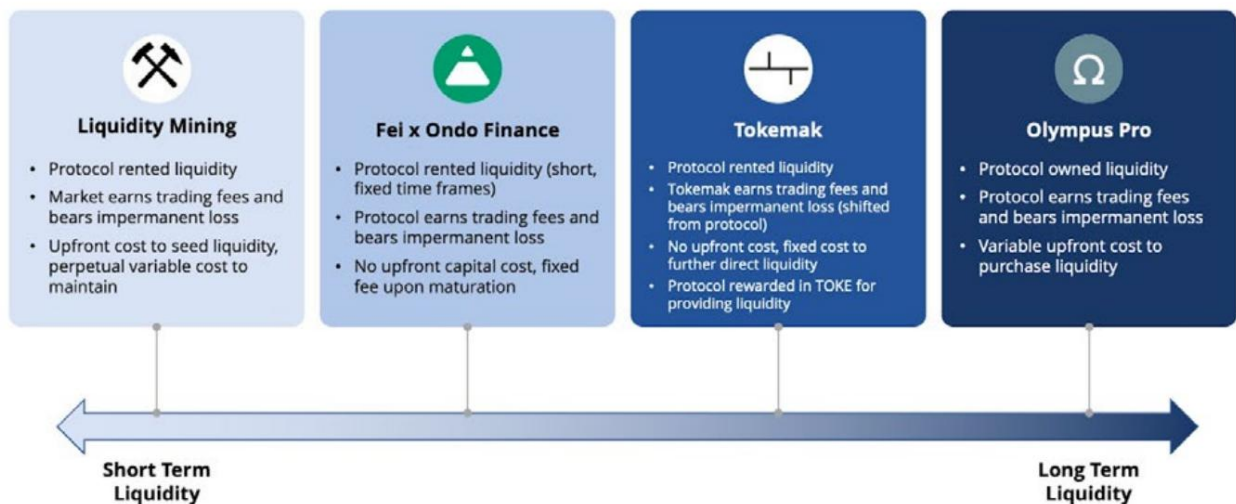 Liquidity Mining
• Protocol rented liquidity
• Market earns trading fees and
bears impermanent loss
• Upfront cost to seed liquidity,
perpetual variable cost to
maintain
Fei x Ondo Finance
• Protocol rented liquidity (short,
fixed time frames)
• Protocol earns trading fees and
bears impermanent loss
• No upfront capital cost, fixed
fee upon maturation
Tokemak
• Protocol rented liquidity
• Tokemak earns trading fees and
bears impermanent loss (shifted
from protocol)
• No upfront cost, fixed cost to
further direct liquidity
• Protocol rewarded in TOKE for
providing liquidity
Ω
Olympus Pro
• Protocol owned liquidity
• Protocol earns trading fees
and bears impermanent loss
• Variable upfront cost to
purchase liquidity
Short Term
Liquidity
Long Term
Liquidity